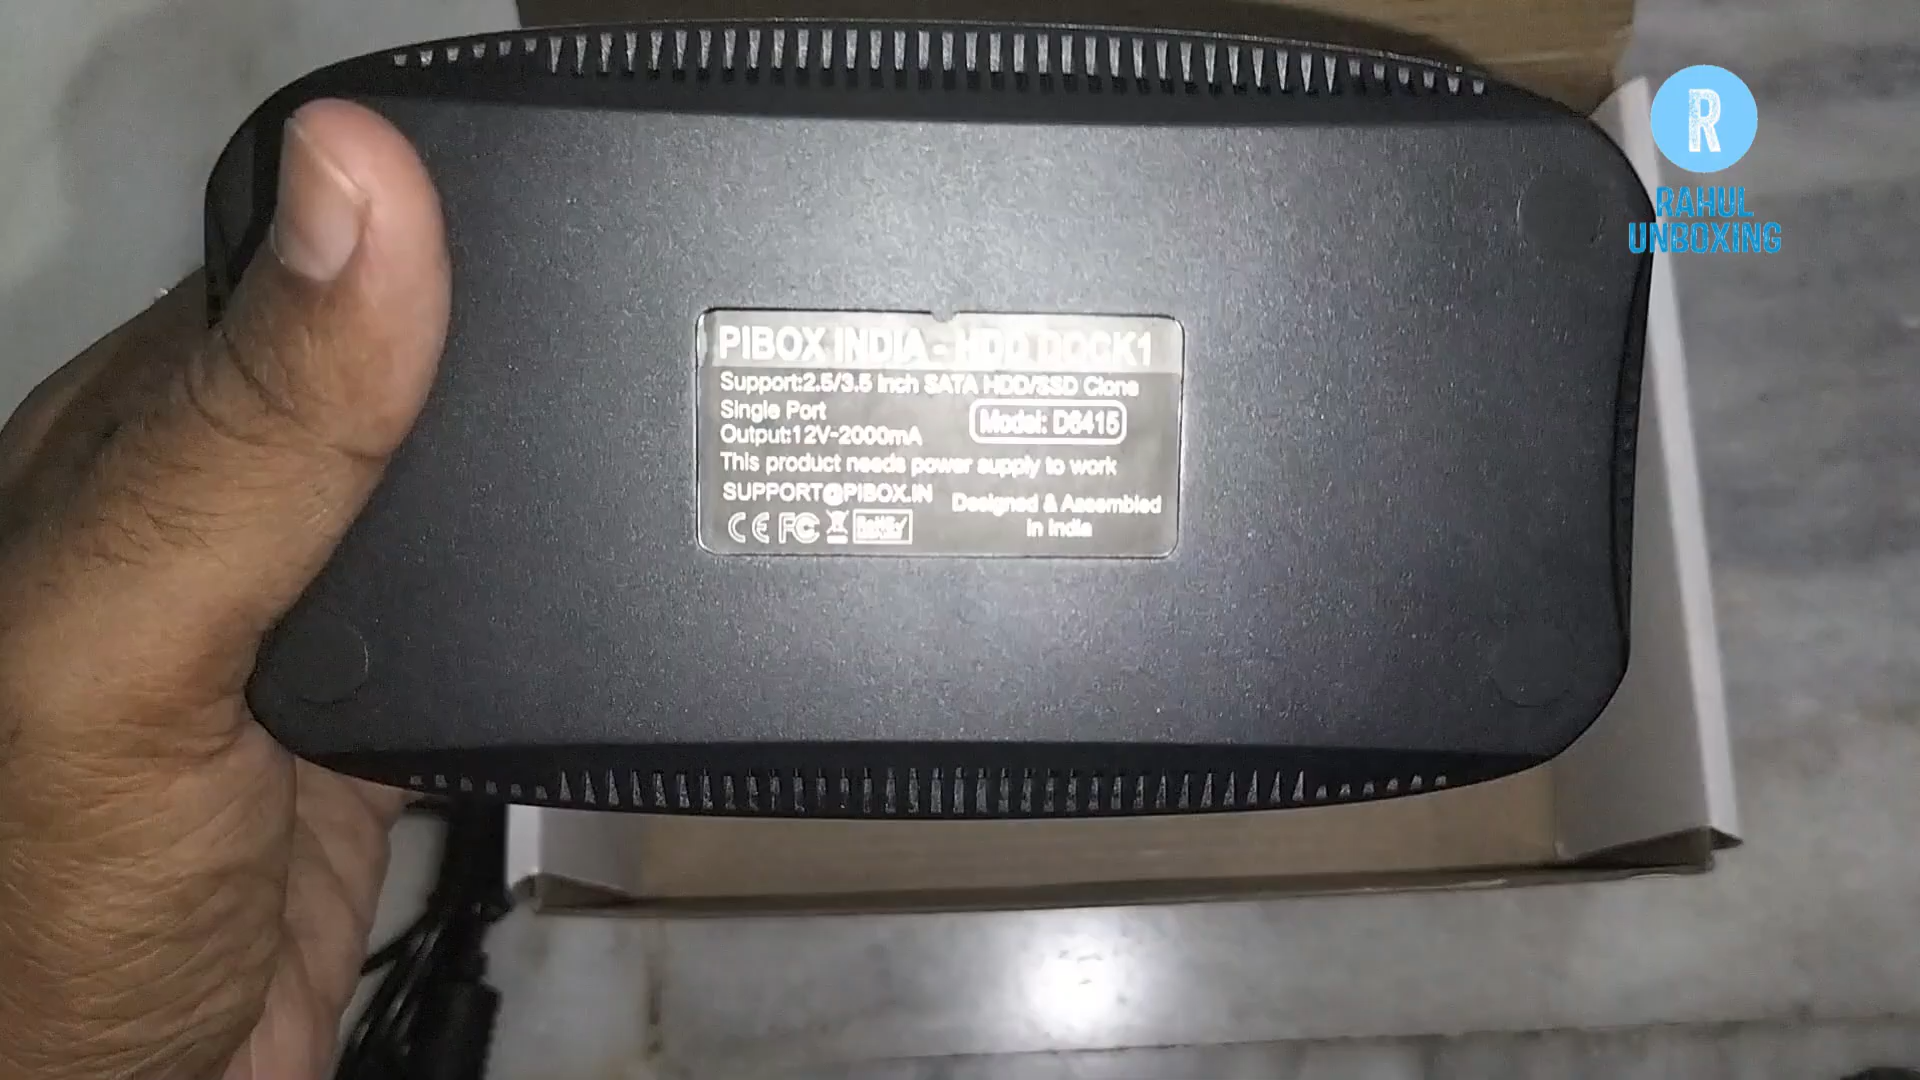 R
RAHUL
UNBOXING
PIBOX INDIA - HDD DOCK1
Support:2.5/3.5 Inch SATA HDD/SSD Clone
Single Port
Model: D6415
Output:12V-2000mA
This product needs power supply to work
SUPPORT@PIBOX.IN
Designed & Assembled
in India
CE FC RoHS